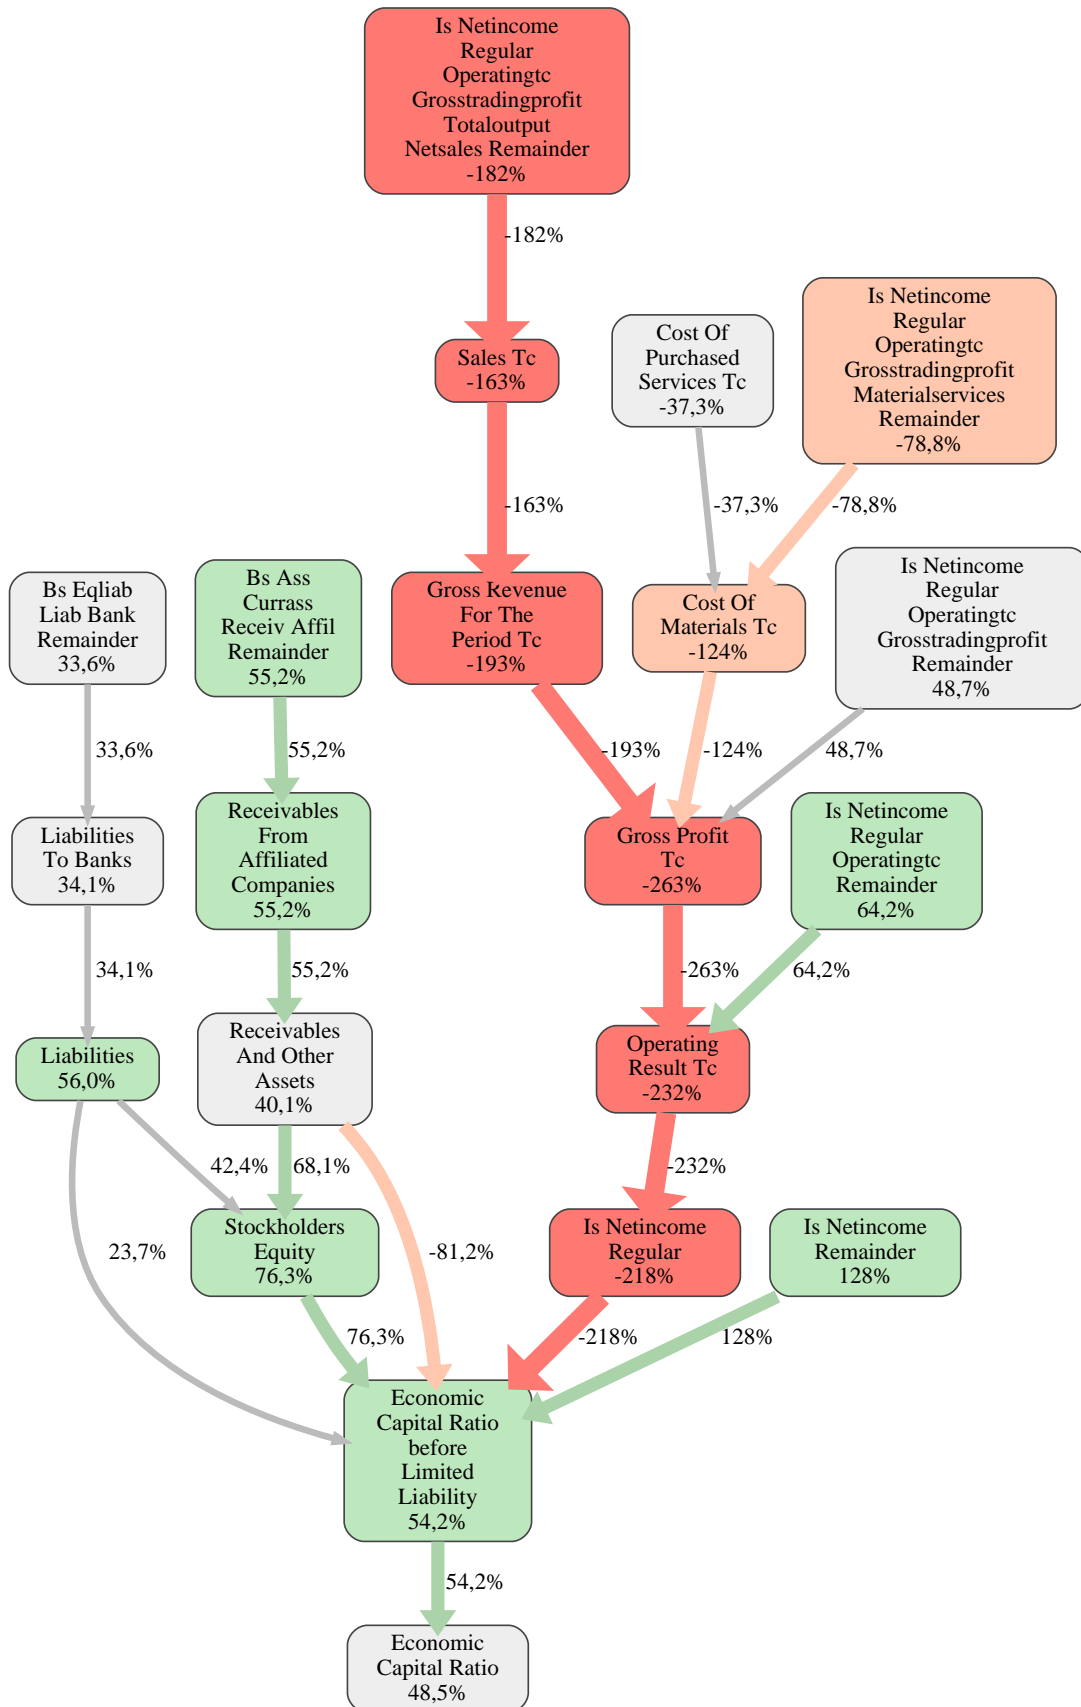 Is Netincome
Regular
Operatingtc
Grosstradingprofit
Totaloutput
Netsales Remainder
-182%
-182%
Sales Tc
-163%
Cost Of
Purchased
Services Tc
-37,3%
Is Netincome
Regular
Operatingtc
Grosstradingprofit
Materialservices
Remainder
-78,8%
-163%
-37,3%
-78,8%
Bs Eqliab
Liab Bank
Remainder
33,6%
Bs Ass
Currass
Receiv Affil
Remainder
55,2%
Gross Revenue
For The
Period Tc
-193%
Cost Of
Materials Tc
-124%
Is Netincome
Regular
Operatingtc
Grosstradingprofit
Remainder
48,7%
33,6%
55,2%
-193%
-124%
48,7%
Liabilities
To Banks
34,1%
Receivables
From
Affiliated
Companies
55,2%
Gross Profit
Tc
-263%
Is Netincome
Regular
Operatingtc
Remainder
64,2%
34,1%
55,2%
-263%
64,2%
Liabilities
56,0%
Receivables
And Other
Assets
40,1%
Operating
Result Tc
-232%
42,4%
68,1%
-232%
Stockholders
Equity
76,3%
Is Netincome
Regular
-218%
Is Netincome
Remainder
128%
23,7%
-81,2%
76,3%
-218%
128%
Economic
Capital Ratio
before
Limited
Liability
54,2%
54,2%
Economic
Capital Ratio
48,5%